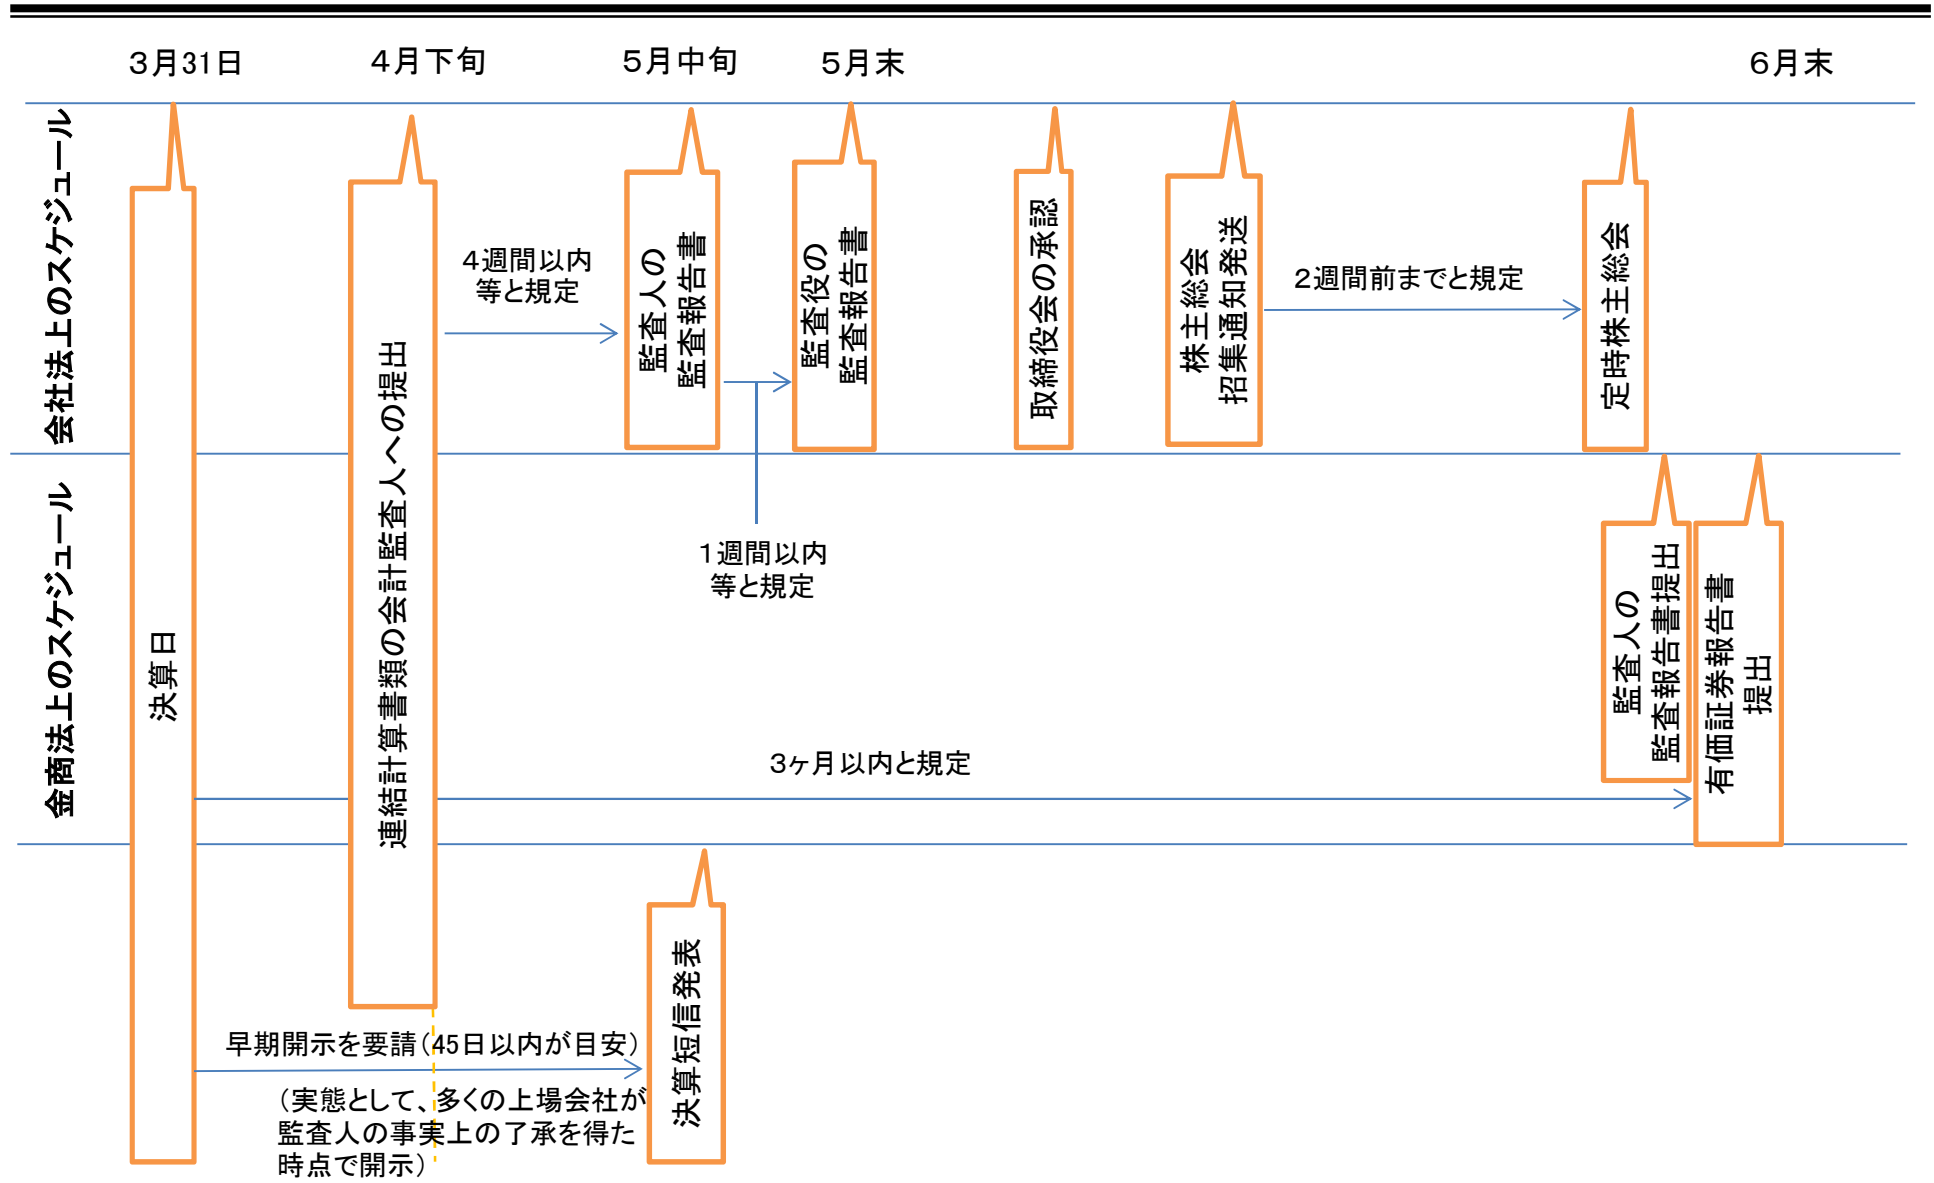 ３月31日
４月下旬
５月中旬
５月末
６月末
会社法上のスケジュール
金商法上のスケジュール
決算日
連結計算書類の会計監査人への提出
４週間以内
等と規定
監査人の
監査報告書
１週間以内
等と規定
監査役の
監査報告書
取締役会の承認
株主総会
招集通知発送
２週間前までと規定
定時株主総会
３ヶ月以内と規定
監査人の
監査報告書提出
有価証券報告書
提出
早期開示を要請（45日以内が目安）
（実態として、多くの上場会社が
監査人の事実上の了承を得た
時点で開示）
決算短信発表